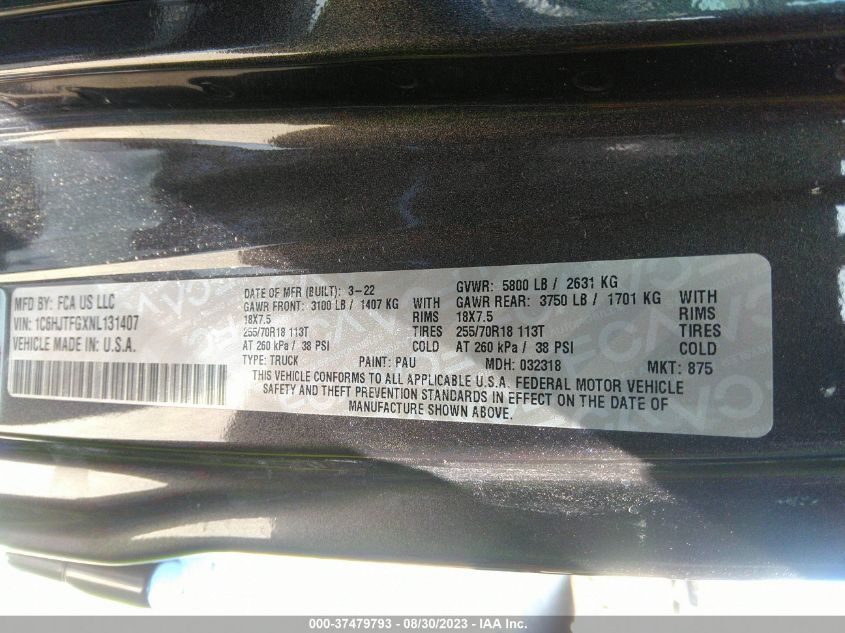 MFD BY: FCA US LLC
VIN: 1C6HJTFGXNL131407
VEHICLE MADE IN U.S.A.
DATE OF MFR (BUILT): 3-22 GVWR: 5800 LB / 2631 KG
GAWR FRONT: 3100 LB / 1407 KG WITH GAWR REAR: 3750 LB / 1701 KG WITH
18X7.5 RIMS 18X7.5 RIMS
255/70R18 113T TIRES 255/70R18 113T TIRES
AT 260 kPa / 38 PSI COLD AT 260 kPa / 38 PSI COLD
TYPE: TRUCK PAINT: PAU MDH: 032318 MKT: 875
THIS VEHICLE CONFORMS TO ALL APPLICABLE U.S.A. FEDERAL MOTOR VEHICLE
SAFETY AND THEFT PREVENTION STANDARDS IN EFFECT ON THE DATE OF
MANUFACTURE SHOWN ABOVE.
000-37479793 - 08/30/2023 - IAA Inc.